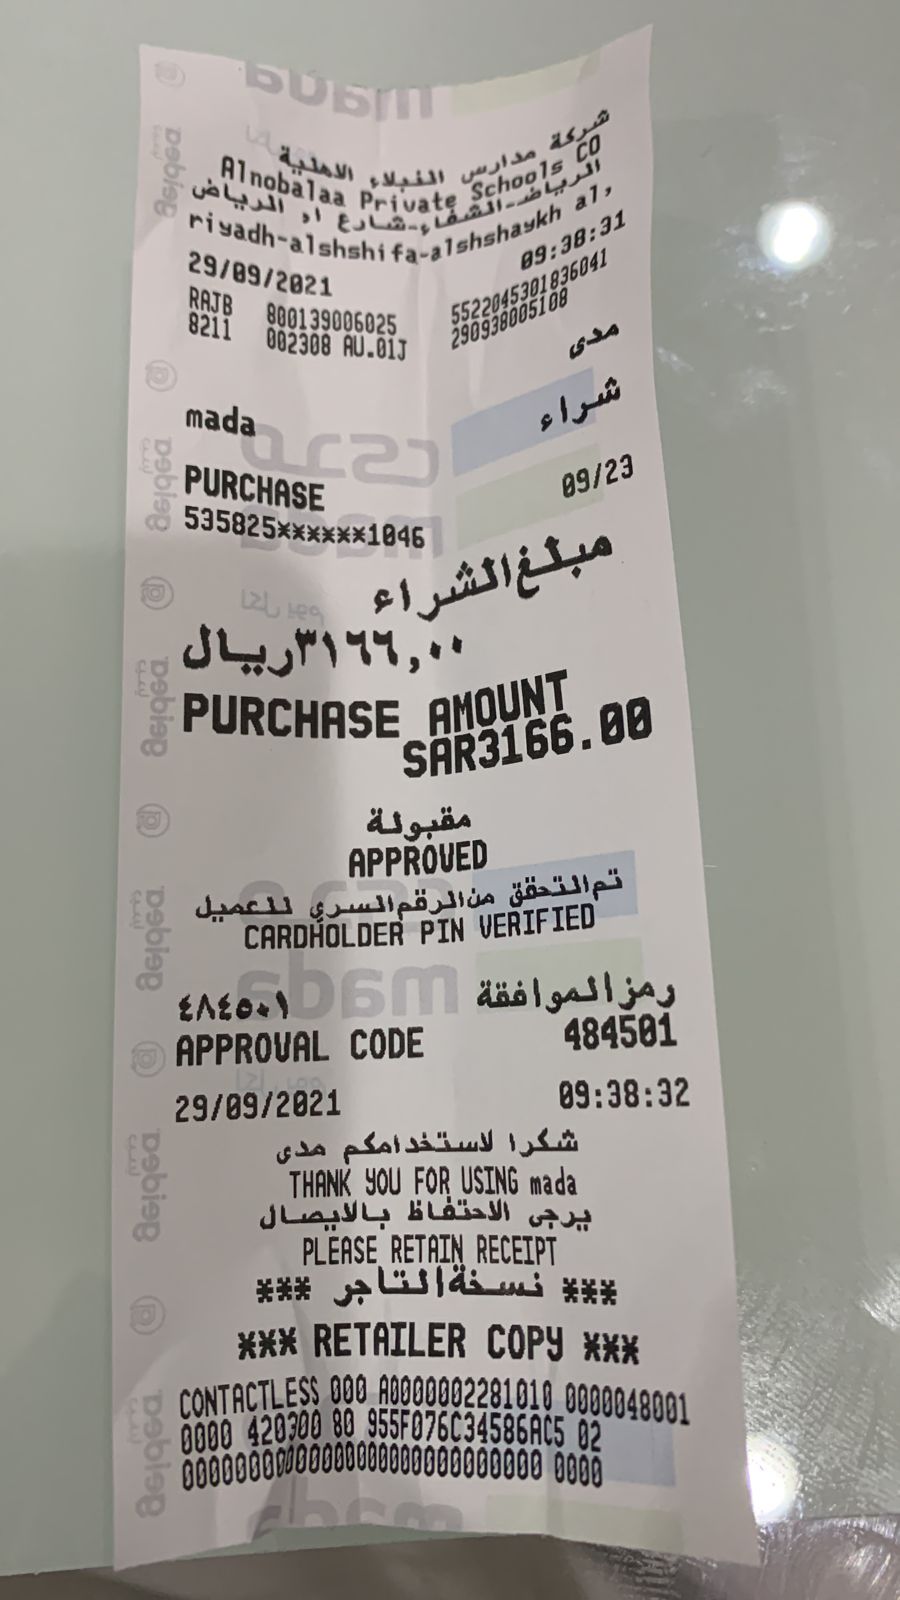 شركة مدارس النبلاء الاهلية
Alnobalaa Private Schools CO
الرياض-الشفاء-شارع ا, الرياض
riyadh-alshshifa-alshshaykh al,
29/09/2021 09:38:31
RAJB 800139006025 5522045301836041
8211 002308 AU.01J 290938005108
مدى
mada
شراء
PURCHASE 09/23
535825******1046
مبلغ الشراء
٣١٦٦,٠٠ ريال
PURCHASE AMOUNT
SAR3166.00
مقبولة
APPROVED
تم التحقق من الرقم السري للعميل
CARDHOLDER PIN VERIFIED
رمز الموافقة ٤٨٤٥٠١
APPROVAL CODE 484501
29/09/2021 09:38:32
شكرا لاستخدامكم مدى
THANK YOU FOR USING mada
يرجى الاحتفاظ بالايصال
PLEASE RETAIN RECEIPT
*** نسخة التاجر ***
*** RETAILER COPY ***
CONTACTLESS 000 A0000002281010 0000048001
0000 420300 80 955F076C34586AC5 02
0000000000000000000000000000000 0000